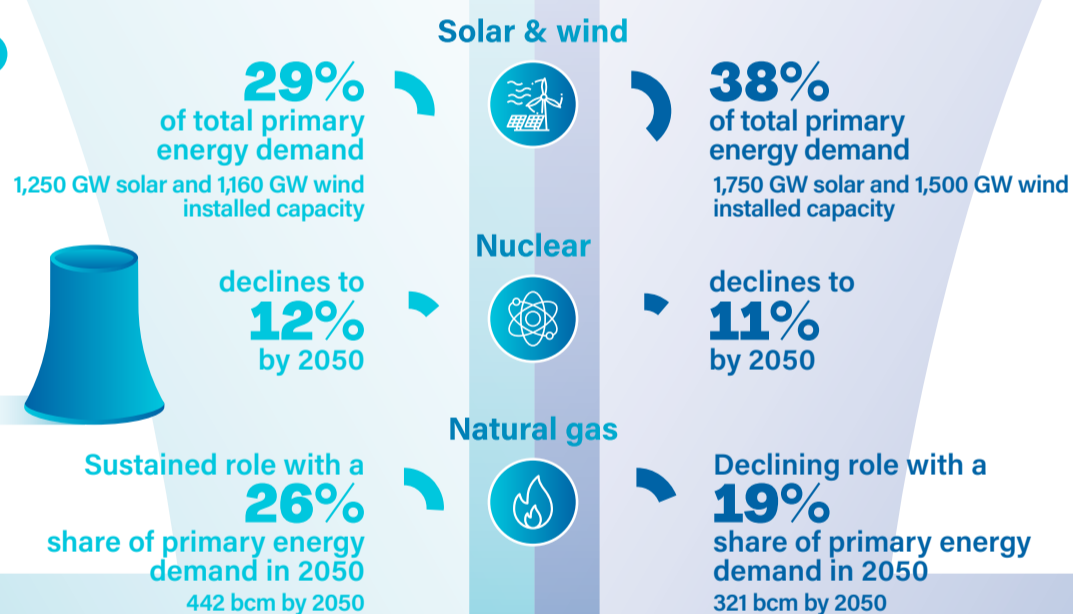 Solar & wind
29%
of total primary
energy demand
1,250 GW solar and 1,160 GW wind
installed capacity
38%
of total primary
energy demand
1,750 GW solar and 1,500 GW wind
installed capacity
Nuclear
declines to
12%
by 2050
declines to
11%
by 2050
Natural gas
Sustained role with a
26%
share of primary energy
demand in 2050
442 bcm by 2050
Declining role with a
19%
share of primary energy
demand in 2050
321 bcm by 2050